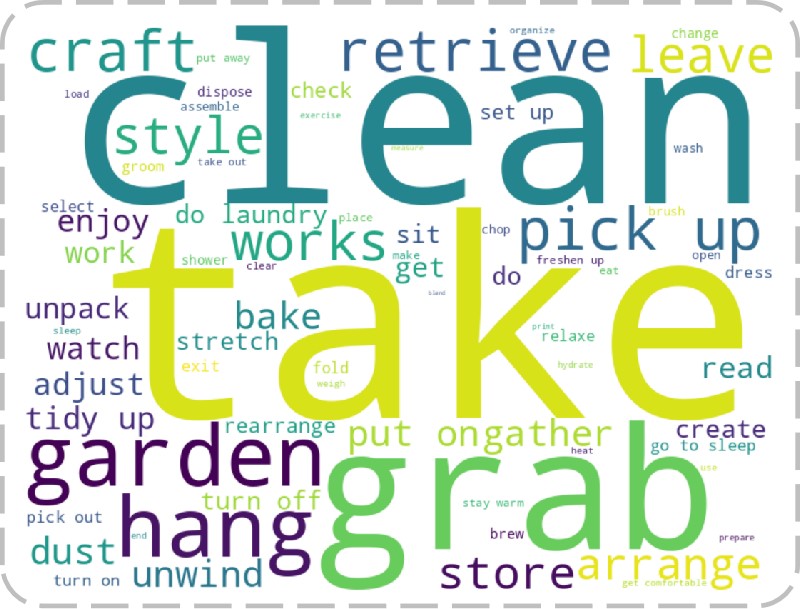 organize
craft
retrieve
change
put away
leave
clean
load
dispose
check
assemble
set up
exercise
style
measure
wash
take out
groom
select
enjoy
do laundry
place
brush
pick up
works
sit
chop
work
make
open
shower
clear
get
freshen up
do
eat
dress
take
blend
unpack
bake
print
sleep
stretch
relaxe
watch
exit
fold
hydrate
read
weigh
adjust
tidy up
rearrange
put on
gather
create
garden
heat
go to sleep
grab
use
turn off
stay warm
pick out
hang
end
brew
prepare
dust
unwind
store
arrange
turn on
get comfortable